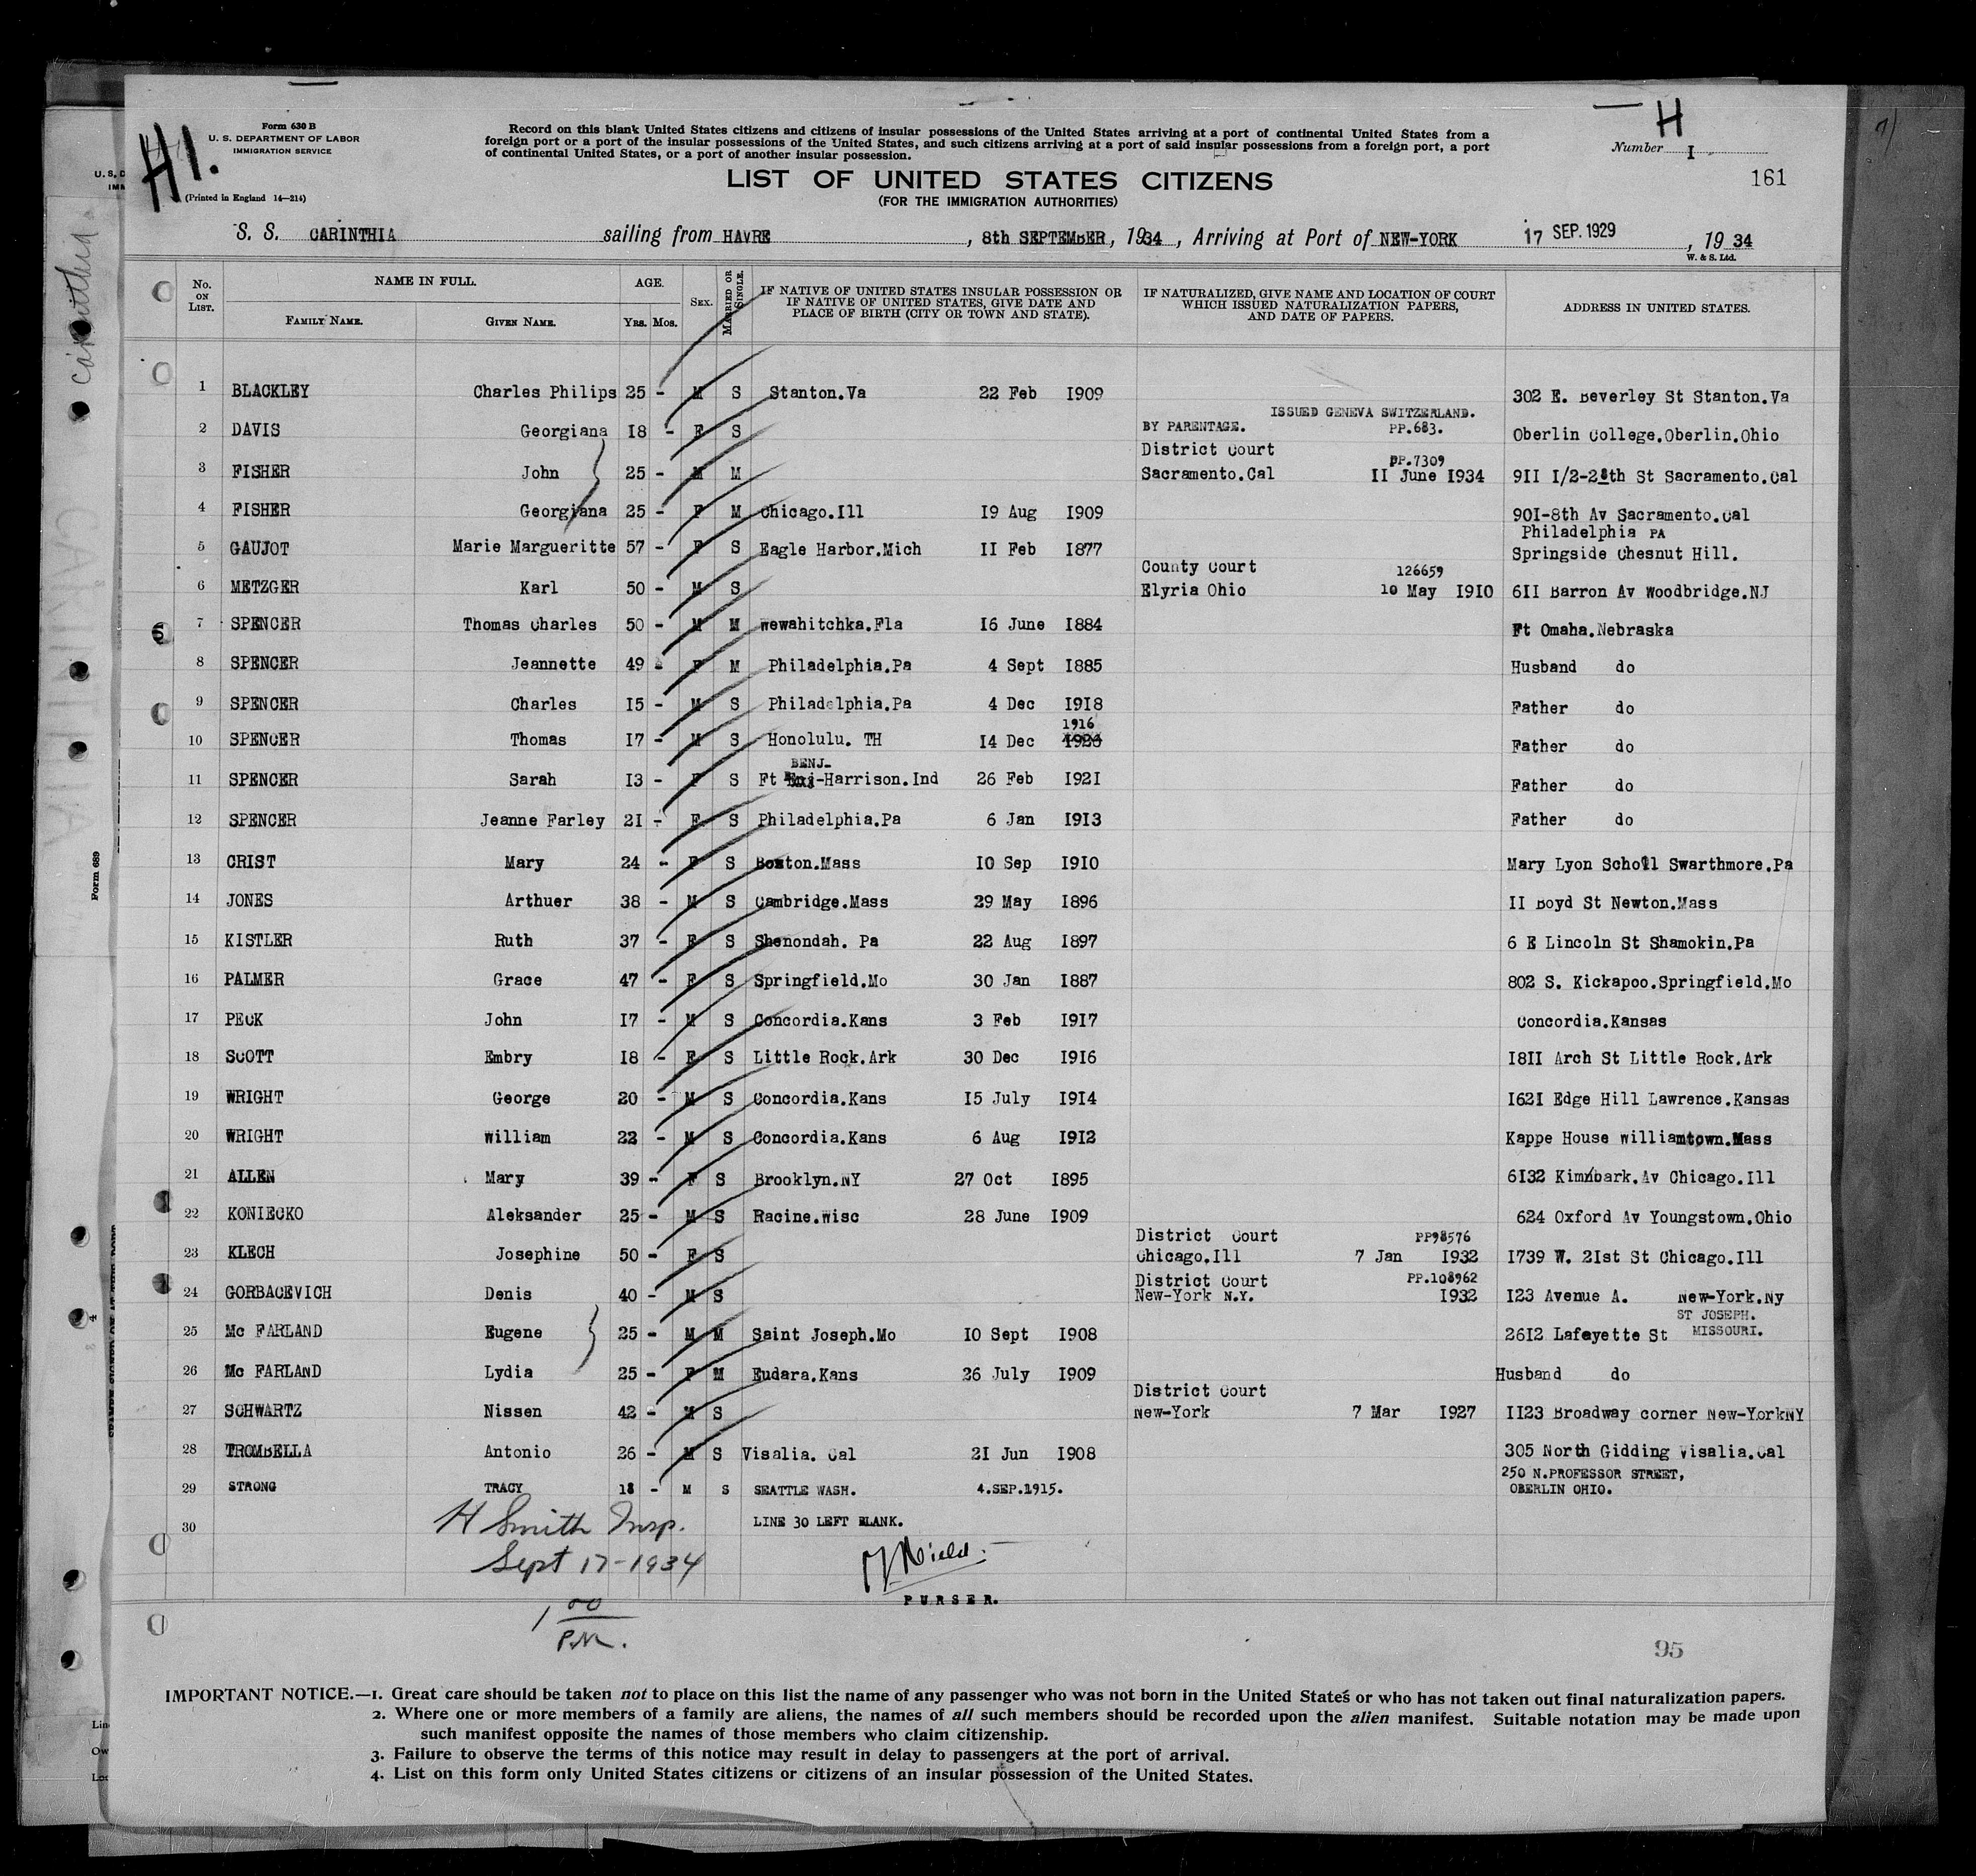 H1.
Form 630 B
U. S. DEPARTMENT OF LABOR
IMMIGRATION SERVICE
(Printed in England 14—214)
Record on this blank United States citizens and citizens of insular possessions of the United States arriving at a port of continental United States from a
foreign port or a port of the insular possessions of the United States, and such citizens arriving at a port of said insular possessions from a foreign port, a port
of continental United States, or a port of another insular possession.
H
Number I
161
LIST OF UNITED STATES CITIZENS
(FOR THE IMMIGRATION AUTHORITIES)
S. S. CARINTHIA sailing from HAVRE, 8th SEPTEMBER, 1934, Arriving at Port of NEW-YORK 17 SEP. 1929, 1934
W. & S. Ltd.
No. ON LIST. NAME IN FULL. AGE. SEX. MARRIED OR SINGLE. IF NATIVE OF UNITED STATES INSULAR POSSESSION OR IF NATIVE OF UNITED STATES, GIVE DATE AND PLACE OF BIRTH (CITY OR TOWN AND STATE). IF NATURALIZED, GIVE NAME AND LOCATION OF COURT WHICH ISSUED NATURALIZATION PAPERS, AND DATE OF PAPERS. ADDRESS IN UNITED STATES.
FAMILY NAME. GIVEN NAME. YRS. MOS.
1 BLACKLEY Charles Philips 25 - M S Stanton.Va 22 Feb 1909 302 E. Beverley St Stanton.Va
ISSUED GENEVA SWITZERLAND.
2 DAVIS Georgiana 18 - F S BY PARENTAGE. PP.683. Oberlin College.Oberlin.Ohio
District Court PP.7309
3 FISHER John 25 - M M Sacramento.Cal 11 June 1934 911 1/2-28th St Sacramento.Cal
4 FISHER Georgiana 25 - F M Chicago.Ill 19 Aug 1909 901-8th Av Sacramento.Cal
Philadelphia PA
5 GAUJOT Marie Margueritte 57 - F S Eagle Harbor.Mich 11 Feb 1877 Springside Chesnut Hill.
County Court 126659
6 METZGER Karl 50 - M S Elyria Ohio 10 May 1910 611 Barron Av Woodbridge.NJ
7 SPENCER Thomas Charles 50 - M M Wewahitchka.Fla 16 June 1884 Ft Omaha.Nebraska
8 SPENCER Jeannette 49 - F M Philadelphia.Pa 4 Sept 1885 Husband do
9 SPENCER Charles 15 - M S Philadelphia.Pa 4 Dec 1918 Father do
1916
10 SPENCER Thomas 17 - M S Honolulu. TH 14 Dec Father do
BENJ-
11 SPENCER Sarah 13 - F S Ft Harrison.Ind 26 Feb 1921 Father do
12 SPENCER Jeanne Farley 21 - F S Philadelphia.Pa 6 Jan 1913 Father do
13 CRIST Mary 24 - F S Boston.Mass 10 Sep 1910 Mary Lyon Scholl Swarthmore.Pa
14 JONES Arthuer 38 - M S Cambridge.Mass 29 May 1896 11 Boyd St Newton.Mass
15 KISTLER Ruth 37 - F S Shenondah. Pa 22 Aug 1897 6 E Lincoln St Shamokin.Pa
16 PALMER Grace 47 - F S Springfield.Mo 30 Jan 1887 802 S. Kickapoo.Springfield.Mo
17 PECK John 17 - M S Concordia.Kans 3 Feb 1917 Concordia.Kansas
18 SCOTT Embry 18 - F S Little Rock.Ark 30 Dec 1916 1811 Arch St Little Rock.Ark
19 WRIGHT George 20 - M S Concordia.Kans 15 July 1914 1621 Edge Hill Lawrence.Kansas
20 WRIGHT William 22 - M S Concordia.Kans 6 Aug 1912 Kappe House Williamtown.Mass
21 ALLEN Mary 39 - F S Brooklyn.NY 27 Oct 1895 6132 Kimbark.Av Chicago.Ill
22 KONIECKO Aleksander 25 - M S Racine.Wisc 28 June 1909 624 Oxford Av Youngstown.Ohio
District Court PP98576
23 KLECH Josephine 50 - F S Chicago.Ill 7 Jan 1932 1739 W. 21st St Chicago.Ill
District Court PP.108962
24 GORBACEVICH Denis 40 - M S New-York N.Y. 1932 123 Avenue A. New-York.Ny
ST JOSEPH.
25 Mc FARLAND Eugene 25 - M M Saint Joseph.Mo 10 Sept 1908 2612 Lafayette St MISSOURI.
26 Mc FARLAND Lydia 25 - F M Eudara.Kans 26 July 1909 Husband do
District Court
27 SCHWARTZ Nissen 42 - M S New-York 7 Mar 1927 1123 Broadway corner New-YorkNY
28 TROMBELLA Antonio 26 - M S Visalia. Cal 21 Jun 1908 305 North Gidding Visalia.Cal
250 N.PROFESSOR STREET,
29 STRONG TRACY 18 - M S SEATTLE WASH. 4.SEP.1915. OBERLIN OHIO.
30 LINE 30 LEFT BLANK.
H Smith Insp.
Sept 17-1934
1 00 P.M.
PURSER.
95
IMPORTANT NOTICE.—1. Great care should be taken not to place on this list the name of any passenger who was not born in the United States or who has not taken out final naturalization papers.
2. Where one or more members of a family are aliens, the names of all such members should be recorded upon the alien manifest. Suitable notation may be made upon
such manifest opposite the names of those members who claim citizenship.
3. Failure to observe the terms of this notice may result in delay to passengers at the port of arrival.
4. List on this form only United States citizens or citizens of an insular possession of the United States.
Carinthia
Form 689